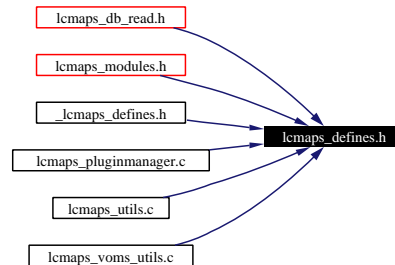 lcmaps_db_read.h
lcmaps_modules.h
_lcmaps_defines.h
lcmaps_defines.h
lcmaps_pluginmanager.c
lcmaps_utils.c
lcmaps_voms_utils.c